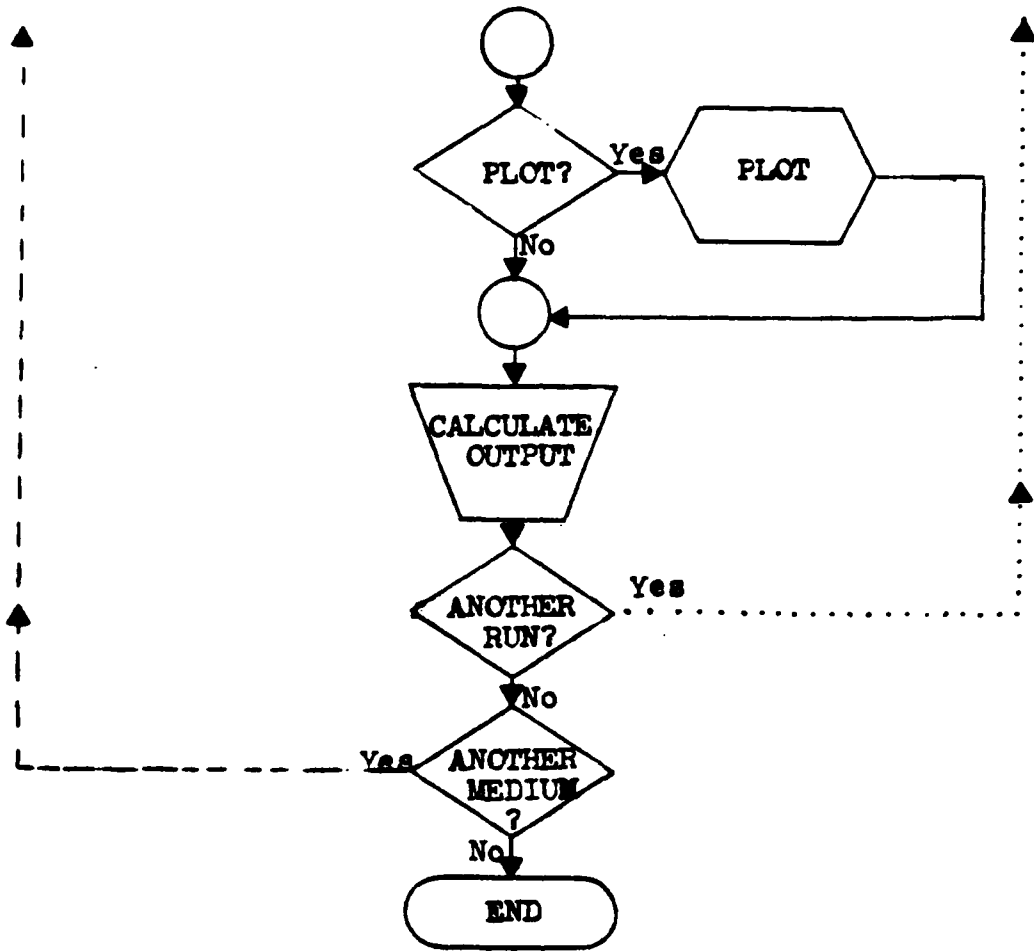 PLOT?
Yes
PLOT
No
CALCULATE
OUTPUT
Yes
ANOTHER
RUN?
No
Yes
ANOTHER
MEDIUM
?
No
END